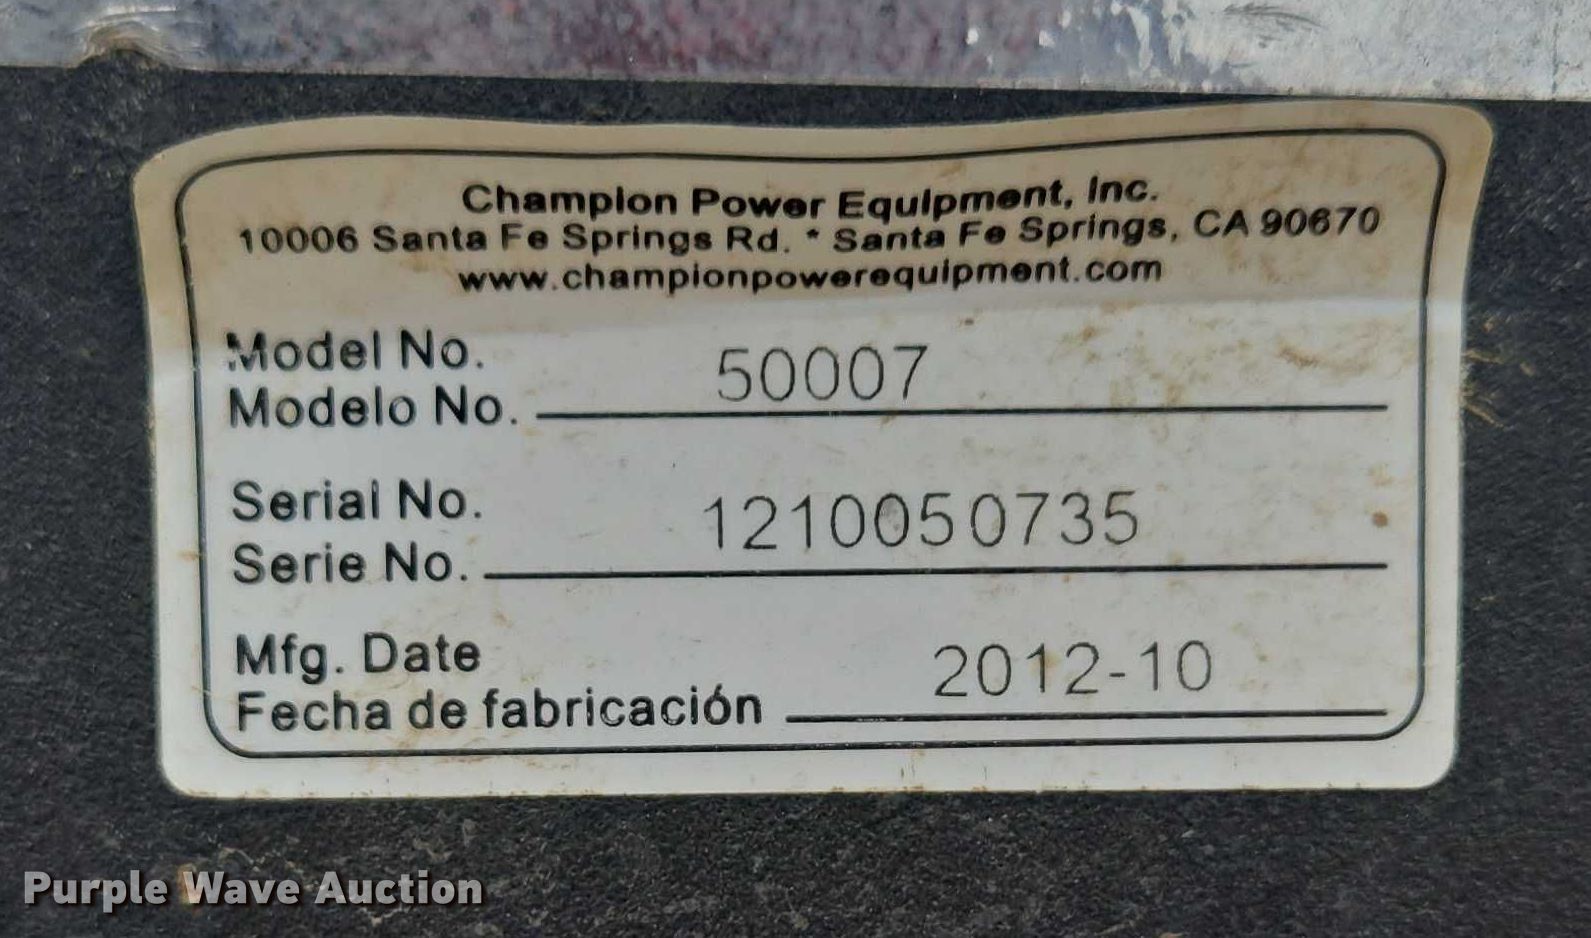 Champion Power Equipment, Inc.
10006 Santa Fe Springs Rd. * Santa Fe Springs, CA 90670
www.championpowerequipment.com
Model No. 50007
Modelo No.
Serial No. 1210050735
Serie No.
Mfg. Date 2012-10
Fecha de fabricación
Purple Wave Auction